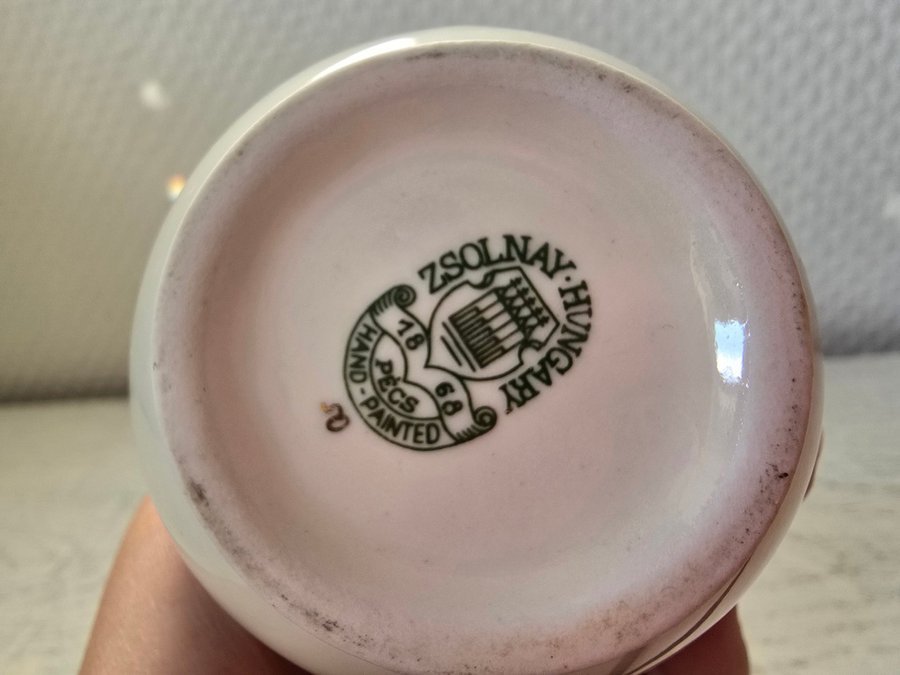 ZSOLNAY · HUNGARY
18 68
PÉCS
HAND-PAINTED